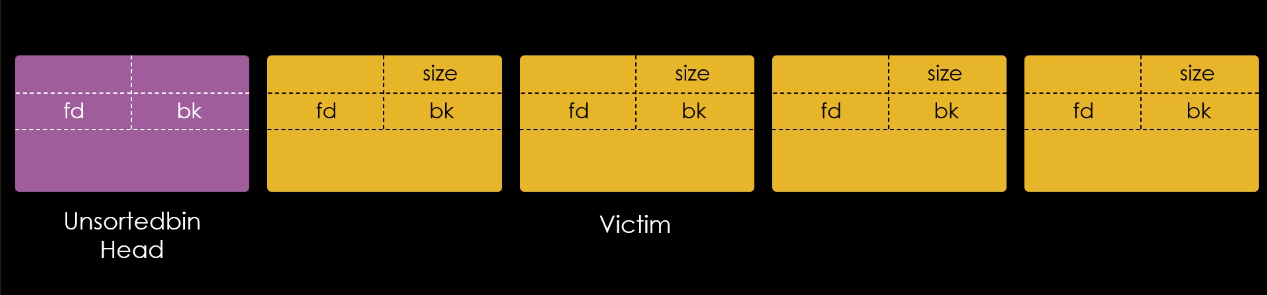 size size size size
fd bk fd bk fd bk fd bk fd bk
Unsortedbin
Head
Victim